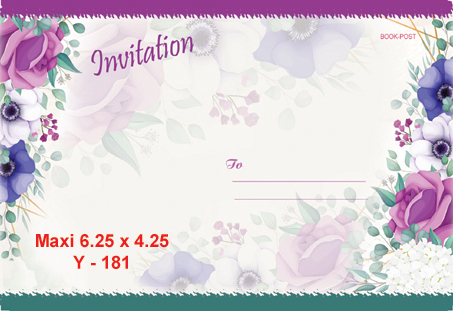 Invitation
BOOK-POST
To
Maxi 6.25 x 4.25
Y - 181